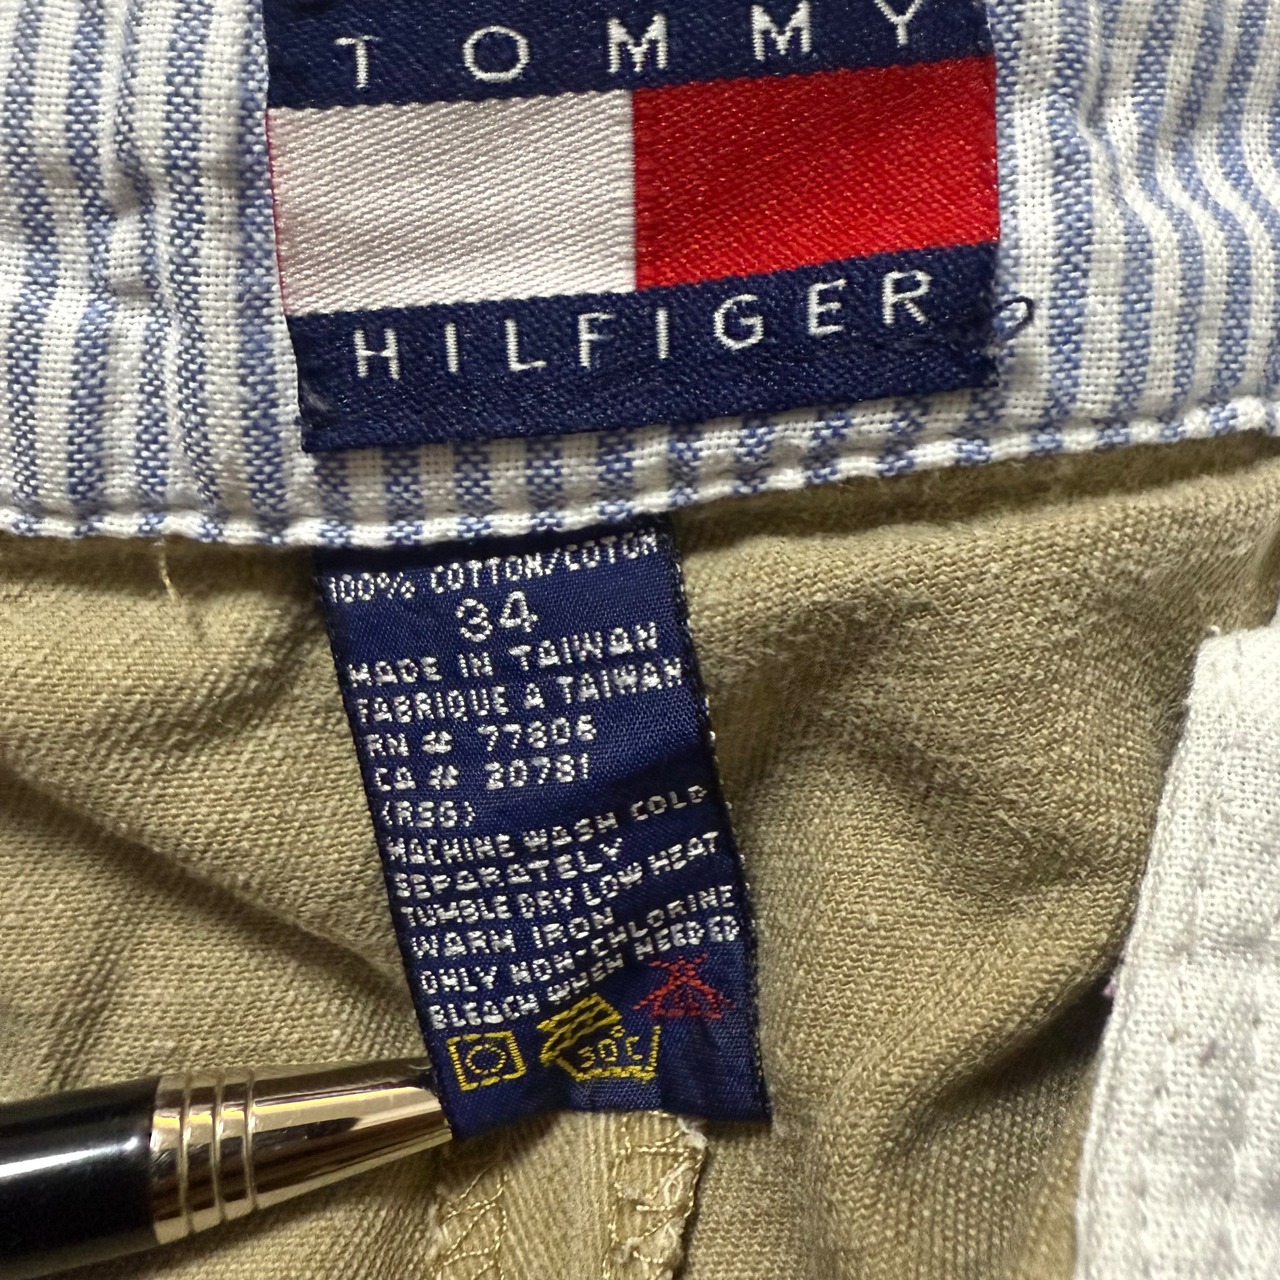 TOMMY
HILFIGER
100% COTTON/COTON
34
MADE IN TAIWAN
FABRIQUE A TAIWAN
RN # 77806
CA # 20781
(REG)
MACHINE WASH COLD
SEPARATELY
TUMBLE DRY LOW HEAT
WARM IRON
ONLY NON-CHLORINE
BLEACH WHEN NEEDED
30°C